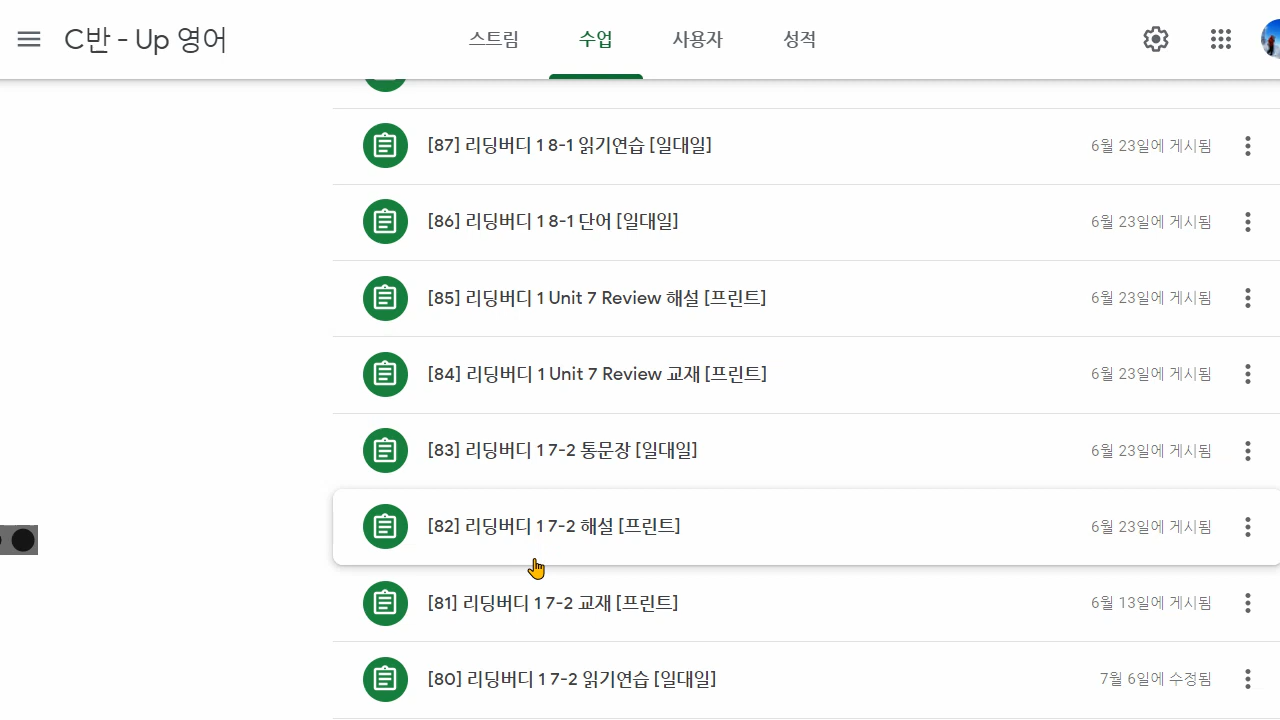 C반 - Up 영어
스트림 수업 사용자 성적
[87] 리딩버디 1 8-1 읽기연습 [일대일] 6월 23일에 게시됨
[86] 리딩버디 1 8-1 단어 [일대일] 6월 23일에 게시됨
[85] 리딩버디 1 Unit 7 Review 해설 [프린트] 6월 23일에 게시됨
[84] 리딩버디 1 Unit 7 Review 교재 [프린트] 6월 23일에 게시됨
[83] 리딩버디 1 7-2 통문장 [일대일] 6월 23일에 게시됨
[82] 리딩버디 1 7-2 해설 [프린트] 6월 23일에 게시됨
[81] 리딩버디 1 7-2 교재 [프린트] 6월 13일에 게시됨
[80] 리딩버디 1 7-2 읽기연습 [일대일] 7월 6일에 수정됨